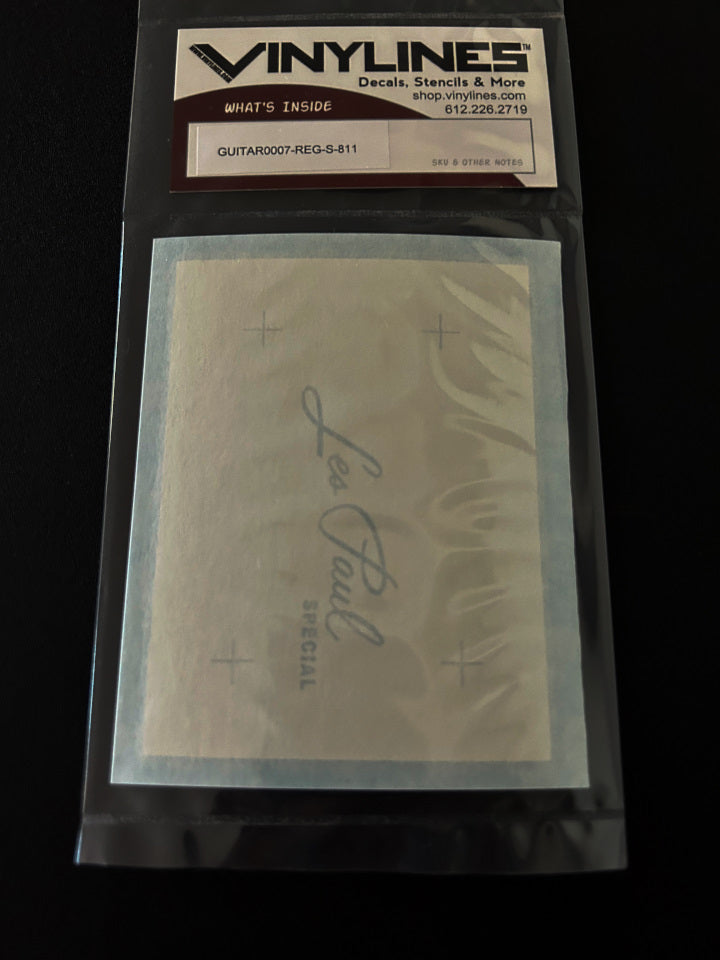 VINYLINES™
Decals, Stencils & More
shop.vinylines.com
612.226.2719
WHAT'S INSIDE
GUITAR0007-REG-S-811
SKU & OTHER NOTES
Les Paul
SPECIAL